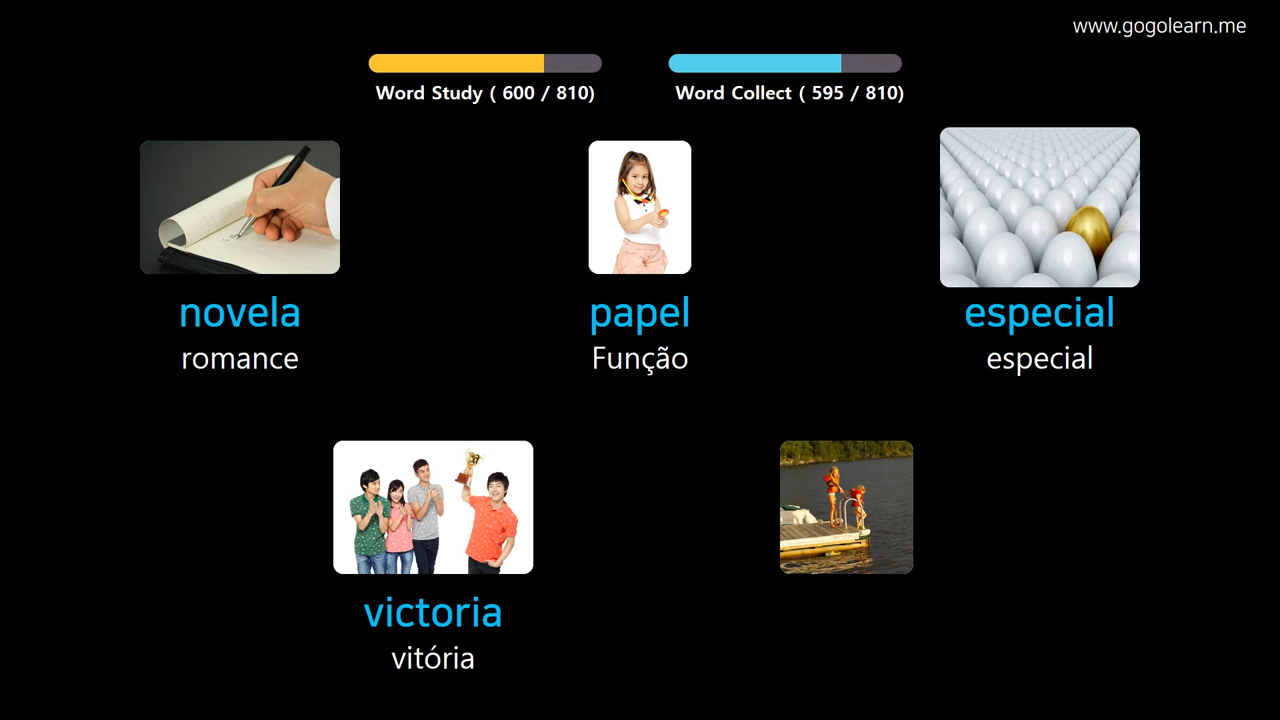 www.gogolearn.me
Word Study ( 600 / 810)
Word Collect ( 595 / 810)
novela
romance
papel
Função
especial
especial
victoria
vitória